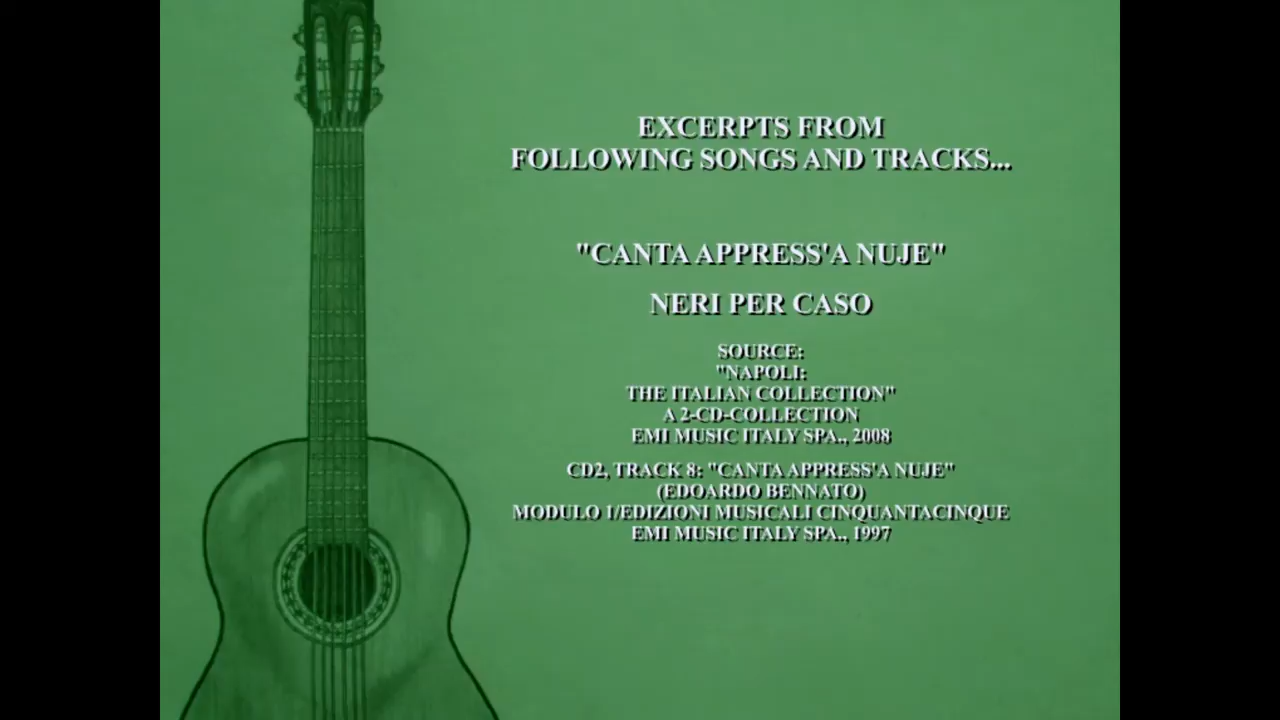 EXCERPTS FROM
FOLLOWING SONGS AND TRACKS...
"CANTA APPRESS'A NUJE"
NERI PER CASO
SOURCE:
"NAPOLI:
THE ITALIAN COLLECTION"
A 2-CD-COLLECTION
EMI MUSIC ITALY SPA., 2008
CD2, TRACK 8: "CANTA APPRESS'A NUJE"
(EDOARDO BENNATO)
MODULO 1/EDIZIONI MUSICALI CINQUANTACINQUE
EMI MUSIC ITALY SPA., 1997